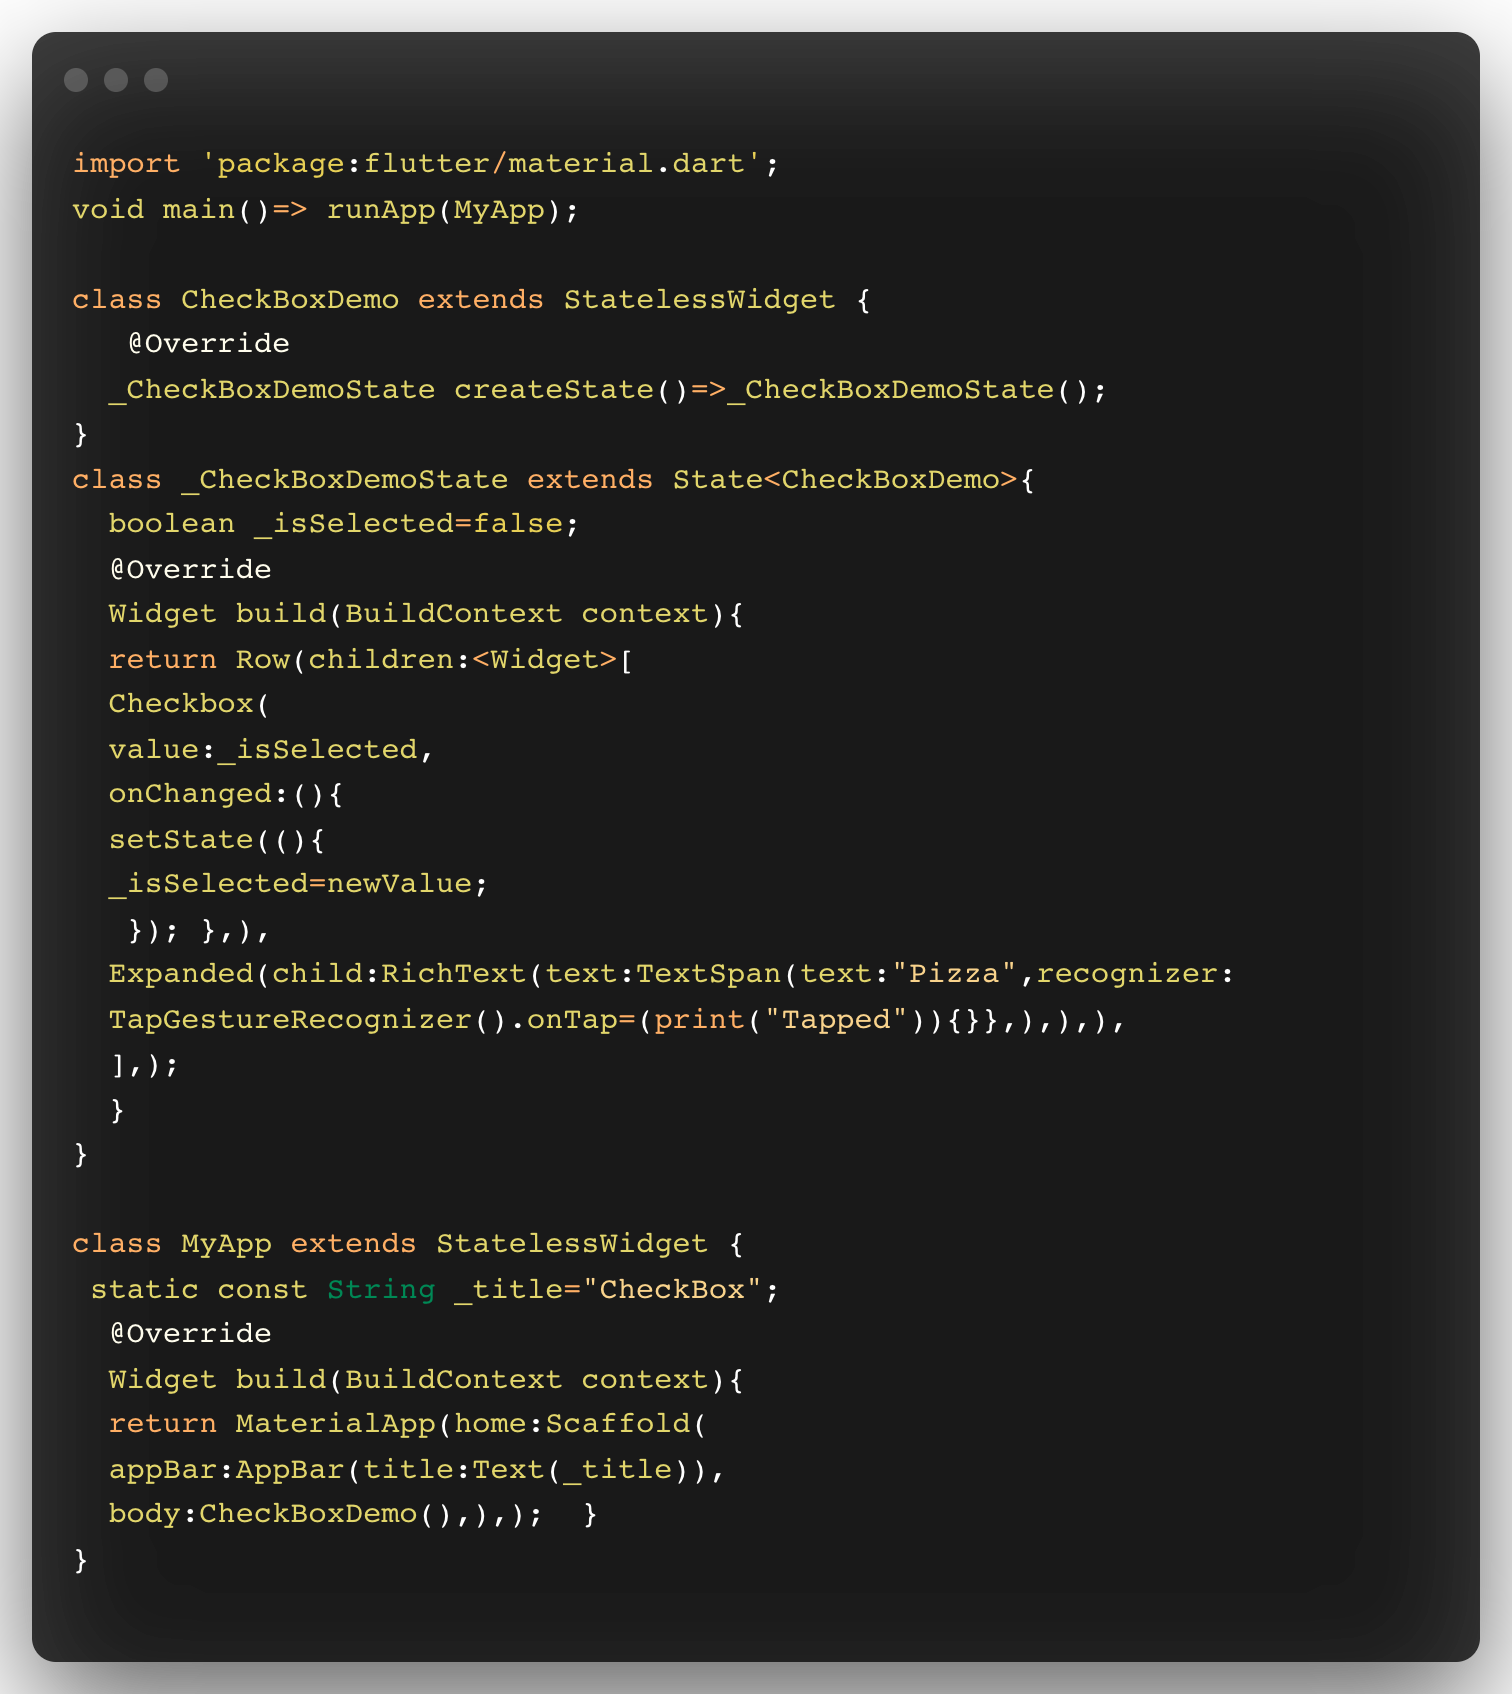 import 'package:flutter/material.dart';
void main()=> runApp(MyApp);

class CheckBoxDemo extends StatelessWidget {
   @Override
  _CheckBoxDemoState createState()=>_CheckBoxDemoState();
}
class _CheckBoxDemoState extends State<CheckBoxDemo>{
  boolean _isSelected=false;
  @Override
  Widget build(BuildContext context){
  return Row(children:<Widget>[
  Checkbox(
  value:_isSelected,
  onChanged:(){
  setState((){
  _isSelected=newValue;
   }); },),
  Expanded(child:RichText(text:TextSpan(text:"Pizza",recognizer:
  TapGestureRecognizer().onTap=(print("Tapped")){}},),),),
  ],);
  }
}

class MyApp extends StatelessWidget {
 static const String _title="CheckBox";
  @Override
  Widget build(BuildContext context){
  return MaterialApp(home:Scaffold(
  appBar:AppBar(title:Text(_title)),
  body:CheckBoxDemo(),),);  }
}